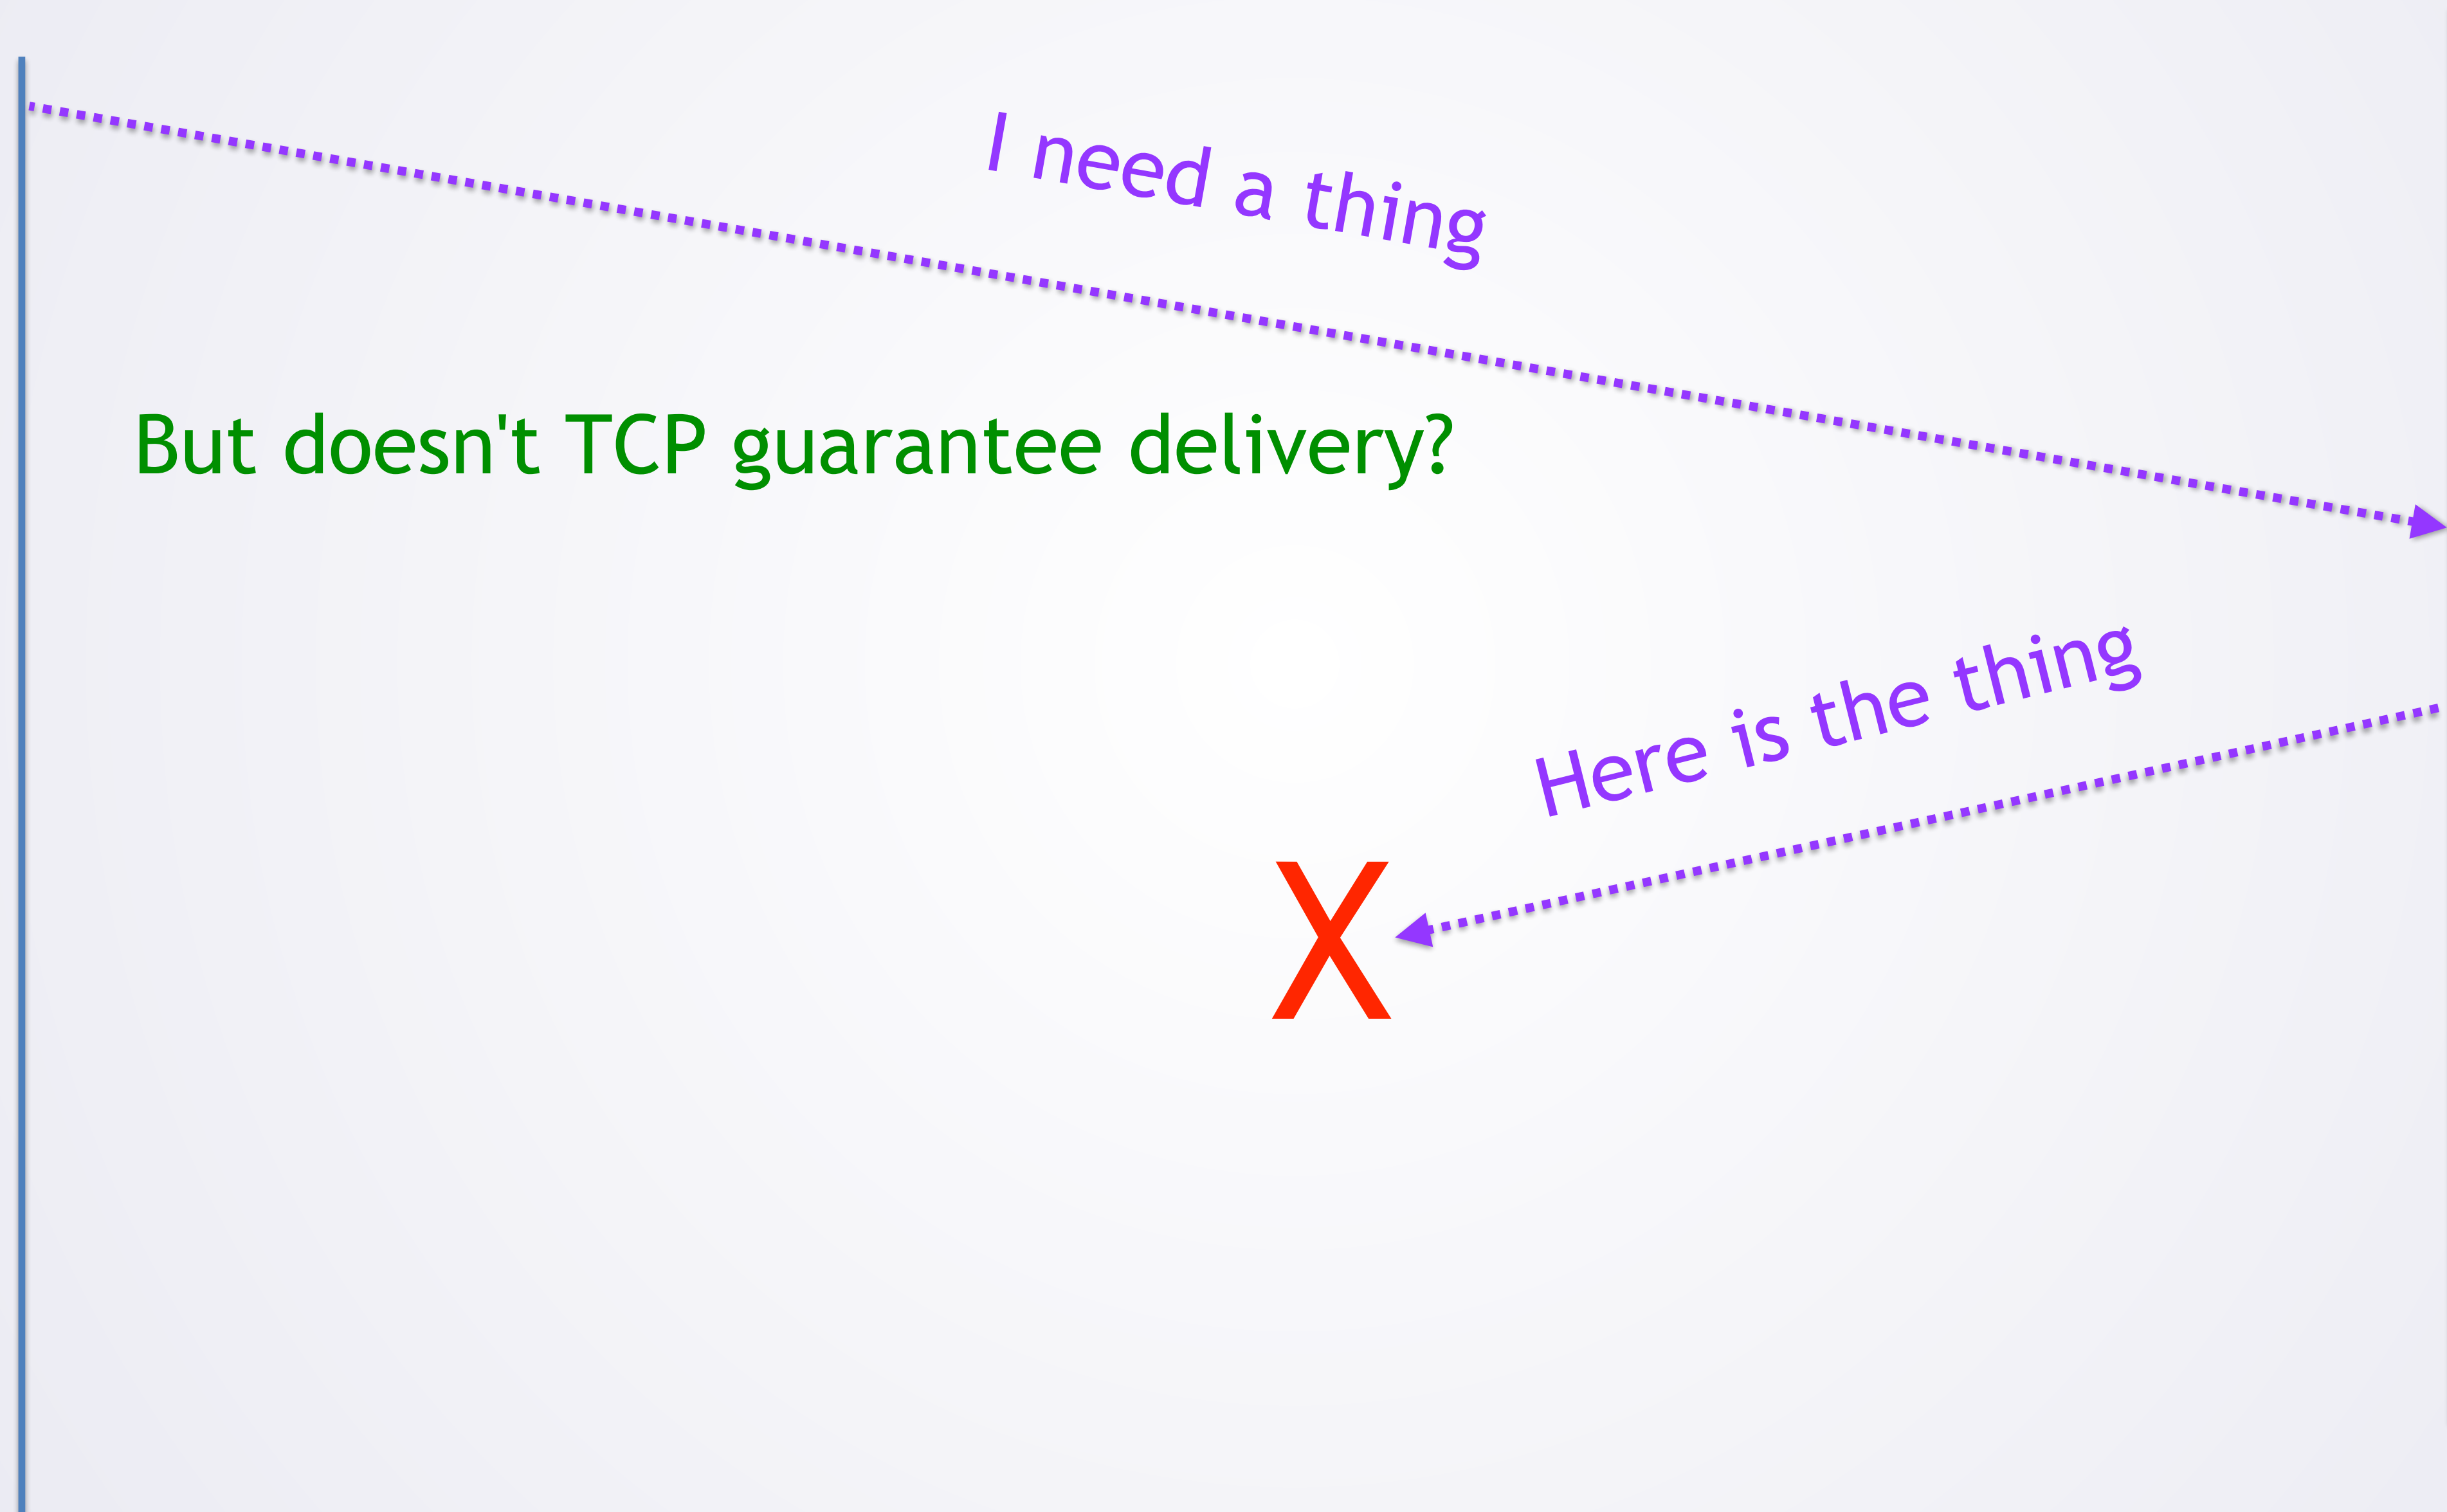 I need a thing
But doesn't TCP guarantee delivery?
Here is the thing
X